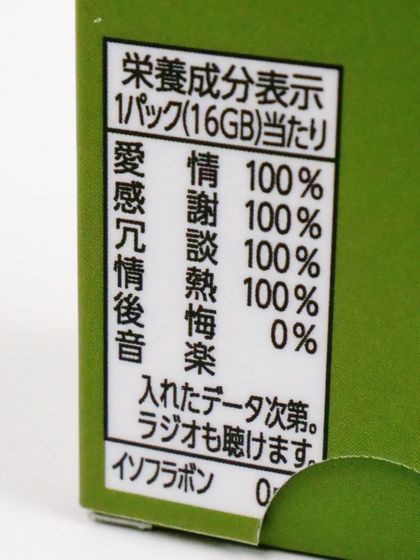 栄養成分表示
1パック(16GB)当たり
愛情 100%
感謝 100%
冗談 100%
情熱 100%
後悔 0%
音楽
入れたデータ次第。
ラジオも聴けます。
イソフラボン 0